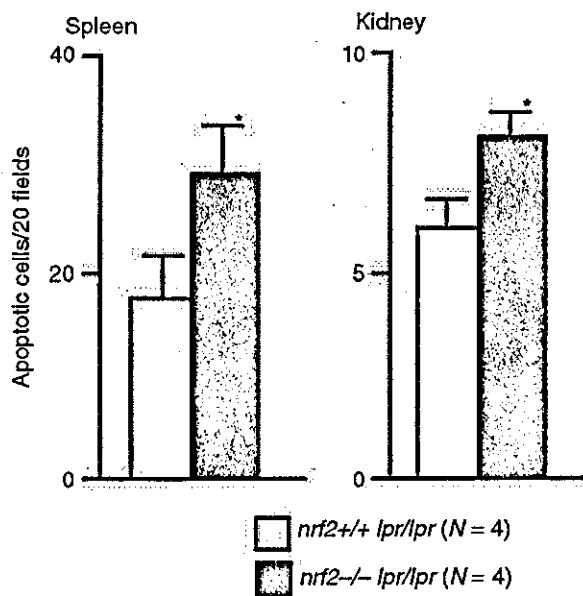 Spleen
Kidney
Apoptotic cells/20 fields
40
20
0
*
10
5
0
*
nrf2+/+ lpr/lpr (N = 4)
nrf2–/– lpr/lpr (N = 4)